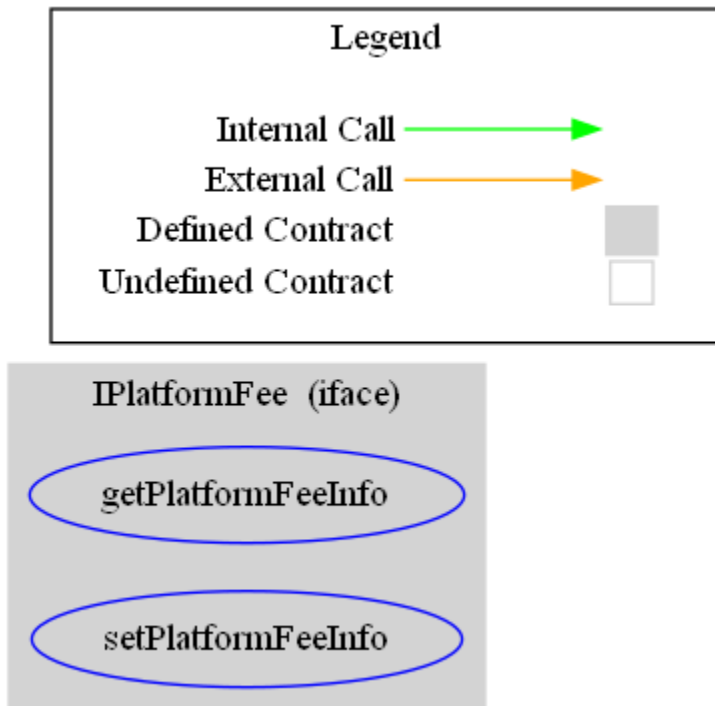 Legend
Internal Call
External Call
Defined Contract
Undefined Contract
IPlatformFee (iface)
getPlatformFeeInfo
setPlatformFeeInfo